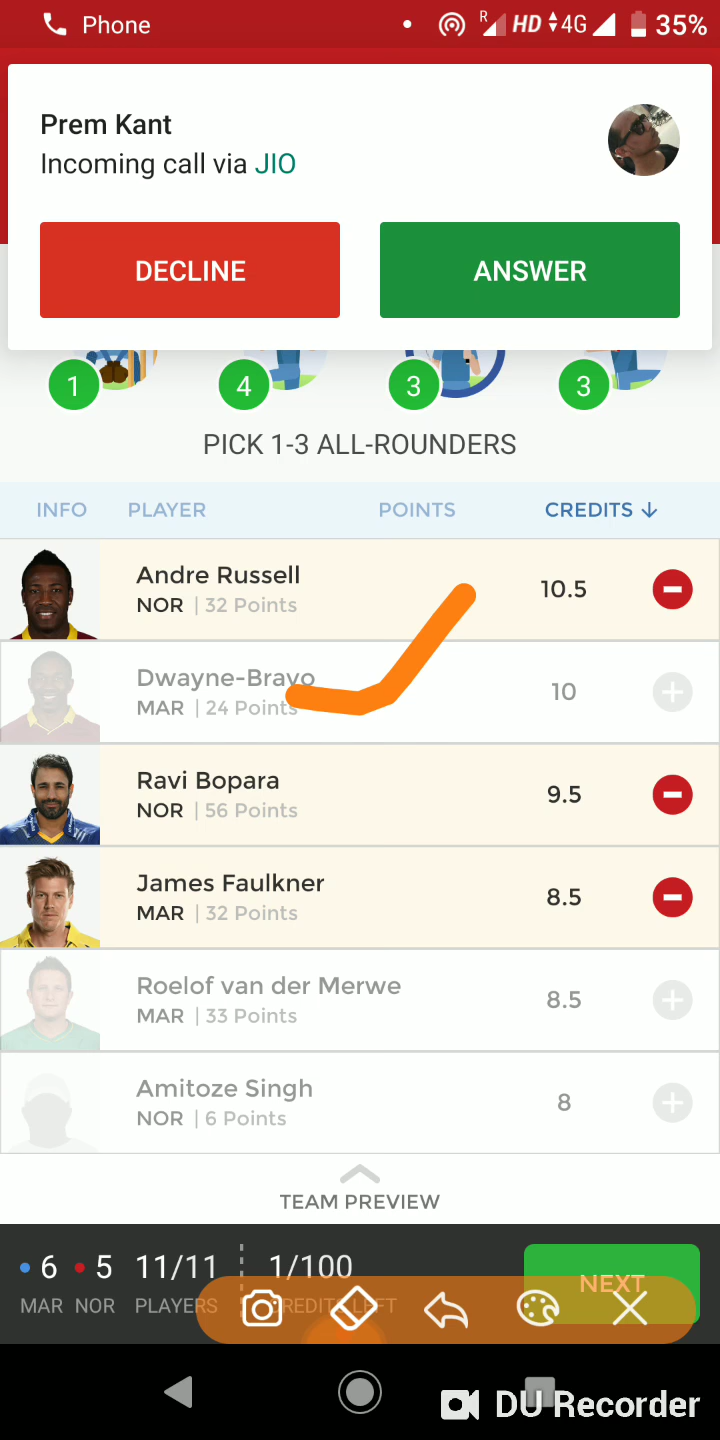 Phone
R HD 4G 35%
Prem Kant
Incoming call via JIO
DECLINE
ANSWER
1 4 3 3
PICK 1-3 ALL-ROUNDERS
INFO PLAYER POINTS CREDITS ↓
Andre Russell
NOR | 32 Points
10.5
Dwayne-Bravo
MAR | 24 Points
10
Ravi Bopara
NOR | 56 Points
9.5
James Faulkner
MAR | 32 Points
8.5
Roelof van der Merwe
MAR | 33 Points
8.5
Amitoze Singh
NOR | 6 Points
8
TEAM PREVIEW
6 5 11/11 1/100
MAR NOR PLAYERS CREDITS LEFT
NEXT
DU Recorder